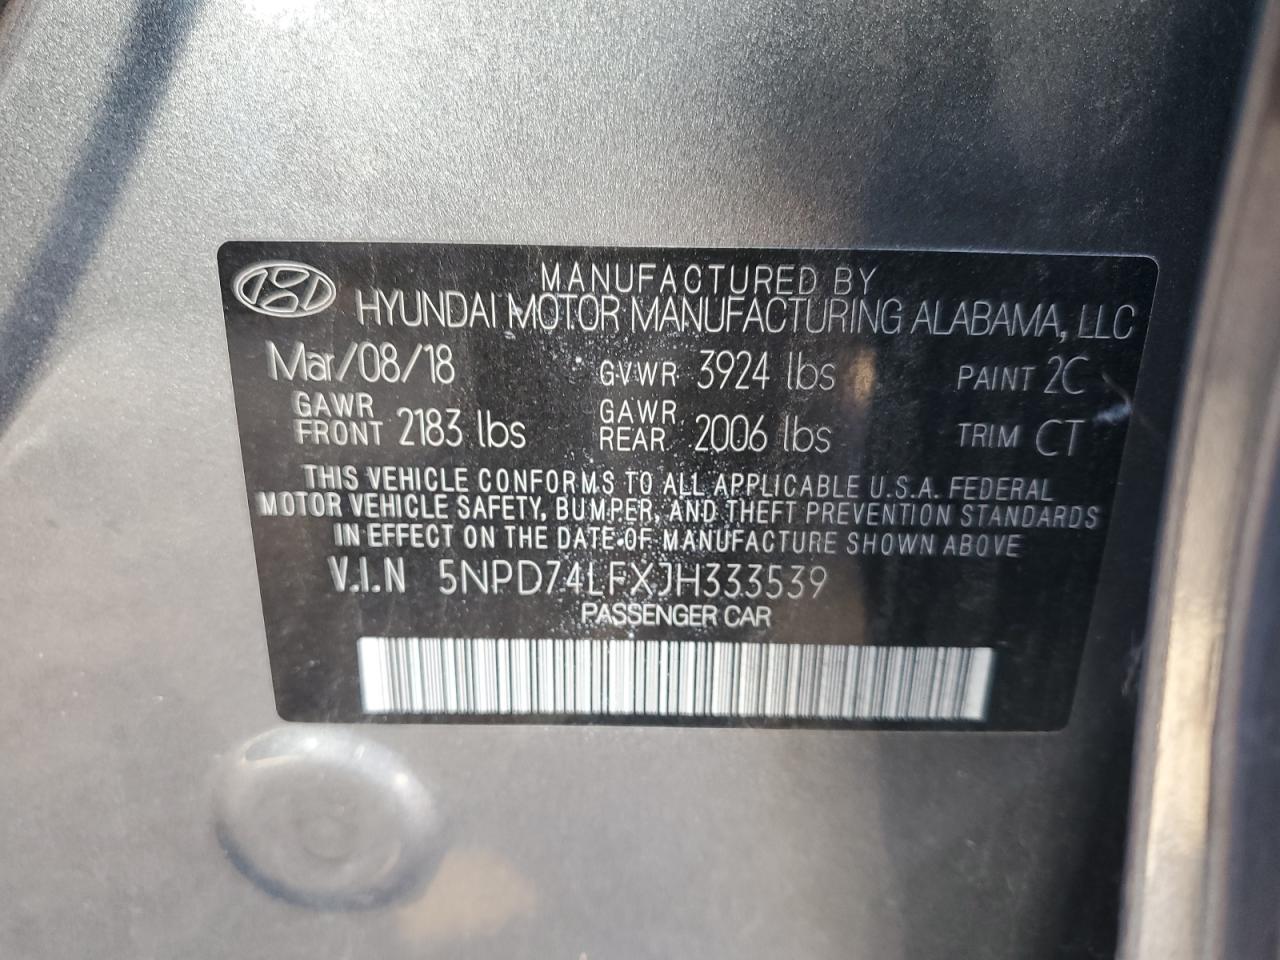 MANUFACTURED BY
HYUNDAI MOTOR MANUFACTURING ALABAMA, LLC
Mar/08/18 GVWR 3924 lbs PAINT 2C
GAWR FRONT 2183 lbs GAWR REAR 2006 lbs TRIM CT
THIS VEHICLE CONFORMS TO ALL APPLICABLE U.S.A. FEDERAL
MOTOR VEHICLE SAFETY, BUMPER, AND THEFT PREVENTION STANDARDS
IN EFFECT ON THE DATE OF MANUFACTURE SHOWN ABOVE
V.I.N 5NPD74LFXJH333539
PASSENGER CAR